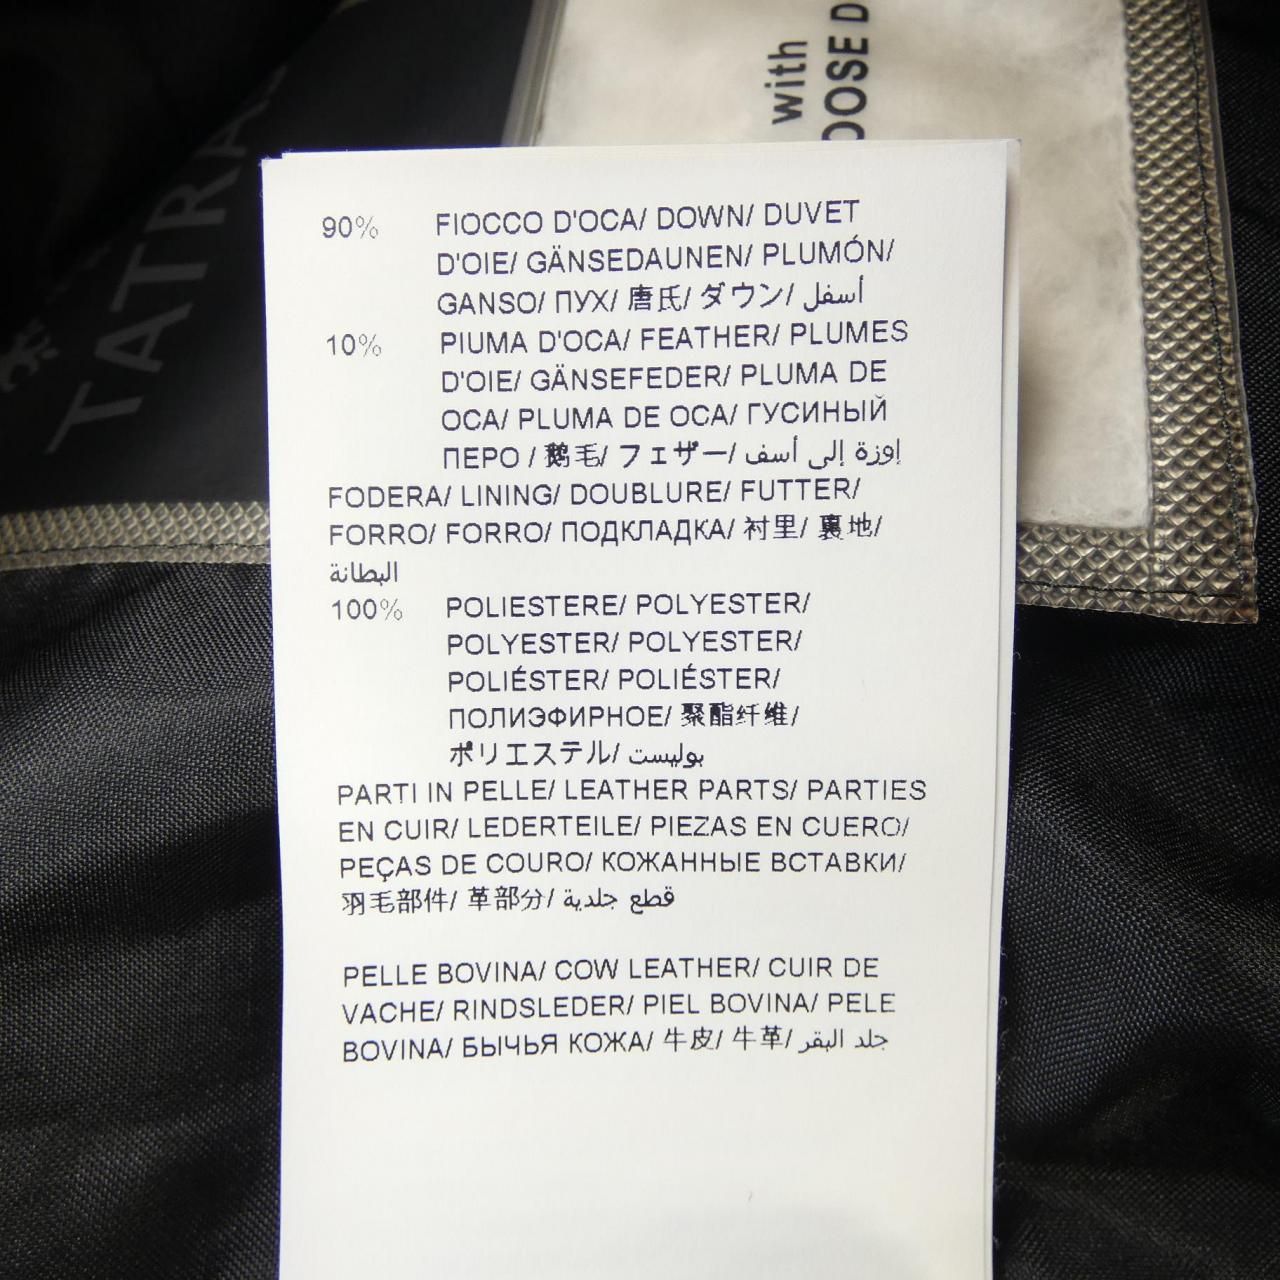 with
OOSE D
TATRA
90% FIOCCO D'OCA/ DOWN/ DUVET
D'OIE/ GÄNSEDAUNEN/ PLUMÓN/
GANSO/ ПУХ/ 唐氏/ ダウン/ أسفل
10% PIUMA D'OCA/ FEATHER/ PLUMES
D'OIE/ GÄNSEFEDER/ PLUMA DE
OCA/ PLUMA DE OCA/ ГУСИНЫЙ
ПЕРО / 鹅毛/ フェザー/ إوزة إلى أسف
FODERA/ LINING/ DOUBLURE/ FUTTER/
FORRO/ FORRO/ ПОДКЛАДКА/ 衬里/ 裏地/
البطانة
100% POLIESTERE/ POLYESTER/
POLYESTER/ POLYESTER/
POLIÉSTER/ POLIÉSTER/
ПОЛИЭФИРНОЕ/ 聚酯纤维/
ポリエステル/ بوليست
PARTI IN PELLE/ LEATHER PARTS/ PARTIES
EN CUIR/ LEDERTEILE/ PIEZAS EN CUERO/
PEÇAS DE COURO/ КОЖАННЫЕ ВСТАВКИ/
羽毛部件/ 革部分/ قطع جلدية
PELLE BOVINA/ COW LEATHER/ CUIR DE
VACHE/ RINDSLEDER/ PIEL BOVINA/ PELE
BOVINA/ БЫЧЬЯ КОЖА/ 牛皮/ 牛革/ جلد البقر